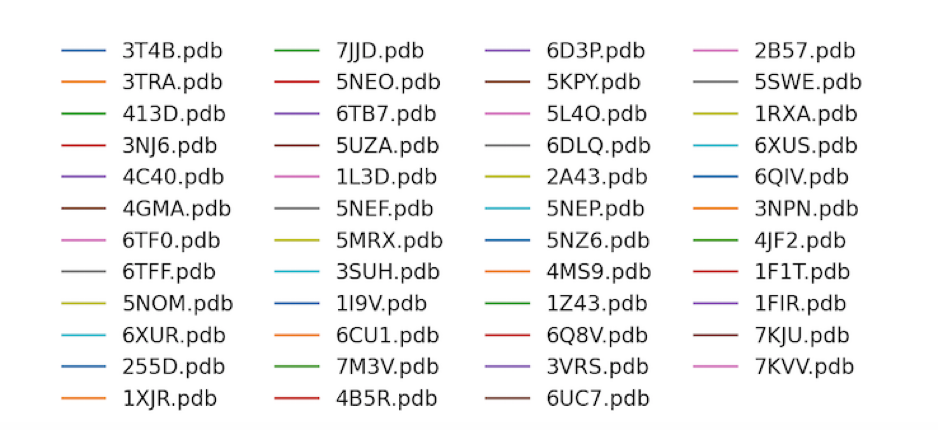 3T4B.pdb 7JJD.pdb 6D3P.pdb 2B57.pdb
3TRA.pdb 5NEO.pdb 5KPY.pdb 5SWE.pdb
413D.pdb 6TB7.pdb 5L4O.pdb 1RXA.pdb
3NJ6.pdb 5UZA.pdb 6DLQ.pdb 6XUS.pdb
4C40.pdb 1L3D.pdb 2A43.pdb 6QIV.pdb
4GMA.pdb 5NEF.pdb 5NEP.pdb 3NPN.pdb
6TF0.pdb 5MRX.pdb 5NZ6.pdb 4JF2.pdb
6TFF.pdb 3SUH.pdb 4MS9.pdb 1F1T.pdb
5NOM.pdb 1I9V.pdb 1Z43.pdb 1FIR.pdb
6XUR.pdb 6CU1.pdb 6Q8V.pdb 7KJU.pdb
255D.pdb 7M3V.pdb 3VRS.pdb 7KVV.pdb
1XJR.pdb 4B5R.pdb 6UC7.pdb